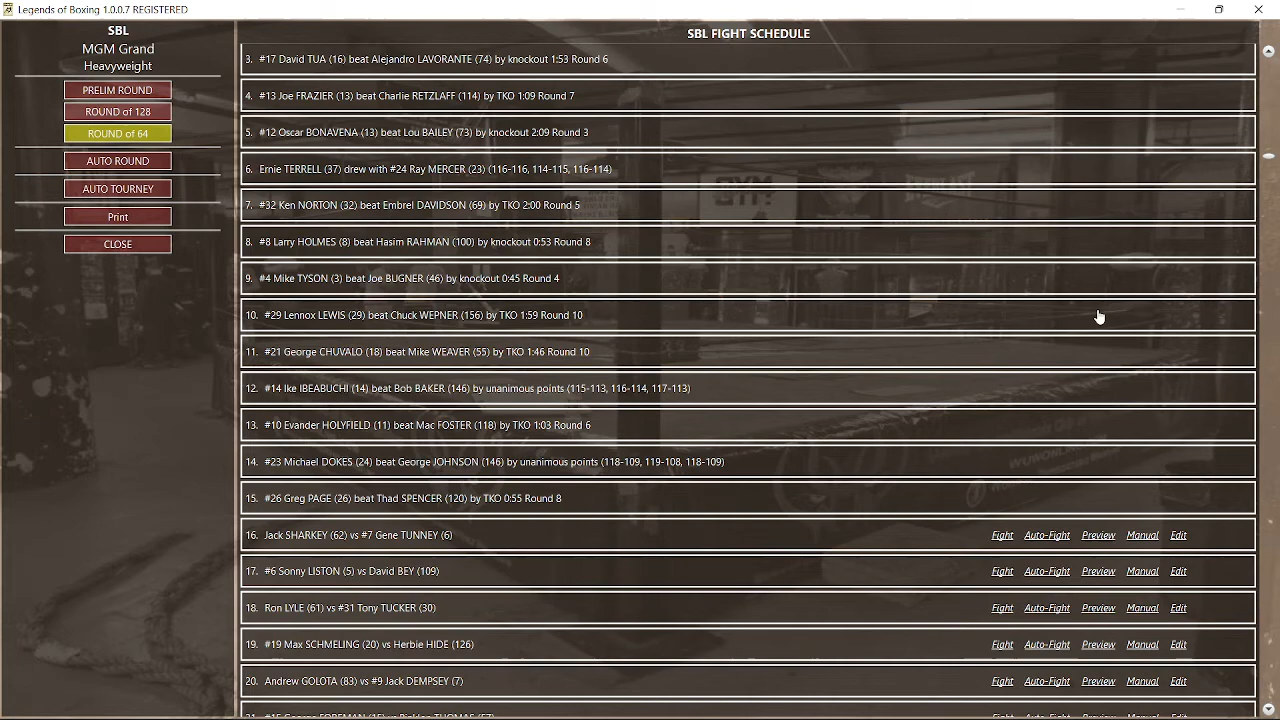 Legends of Boxing 1.0.0.7 REGISTERED
SBL
MGM Grand
Heavyweight
PRELIM ROUND
ROUND of 128
ROUND of 64
AUTO ROUND
AUTO TOURNEY
Print
CLOSE
SBL FIGHT SCHEDULE
3. #17 David TUA (16) beat Alejandro LAVORANTE (74) by knockout 1:53 Round 6
4. #13 Joe FRAZIER (13) beat Charlie RETZLAFF (114) by TKO 1:09 Round 7
5. #12 Oscar BONAVENA (13) beat Lou BAILEY (73) by knockout 2:09 Round 3
6. Ernie TERRELL (37) drew with #24 Ray MERCER (23) (116-116, 114-115, 116-114)
7. #32 Ken NORTON (32) beat Embrel DAVIDSON (69) by TKO 2:00 Round 5
8. #8 Larry HOLMES (8) beat Hasim RAHMAN (100) by knockout 0:53 Round 8
9. #4 Mike TYSON (3) beat Joe BUGNER (46) by knockout 0:45 Round 4
10. #29 Lennox LEWIS (29) beat Chuck WEPNER (156) by TKO 1:59 Round 10
11. #21 George CHUVALO (18) beat Mike WEAVER (55) by TKO 1:46 Round 10
12. #14 Ike IBEABUCHI (14) beat Bob BAKER (146) by unanimous points (115-113, 116-114, 117-113)
13. #10 Evander HOLYFIELD (11) beat Mac FOSTER (118) by TKO 1:03 Round 6
14. #23 Michael DOKES (24) beat George JOHNSON (146) by unanimous points (118-109, 119-108, 118-109)
15. #26 Greg PAGE (26) beat Thad SPENCER (120) by TKO 0:55 Round 8
16. Jack SHARKEY (62) vs #7 Gene TUNNEY (6) Fight Auto-Fight Preview Manual Edit
17. #6 Sonny LISTON (5) vs David BEY (109) Fight Auto-Fight Preview Manual Edit
18. Ron LYLE (61) vs #31 Tony TUCKER (30) Fight Auto-Fight Preview Manual Edit
19. #19 Max SCHMELING (20) vs Herbie HIDE (126) Fight Auto-Fight Preview Manual Edit
20. Andrew GOLOTA (83) vs #9 Jack DEMPSEY (7) Fight Auto-Fight Preview Manual Edit